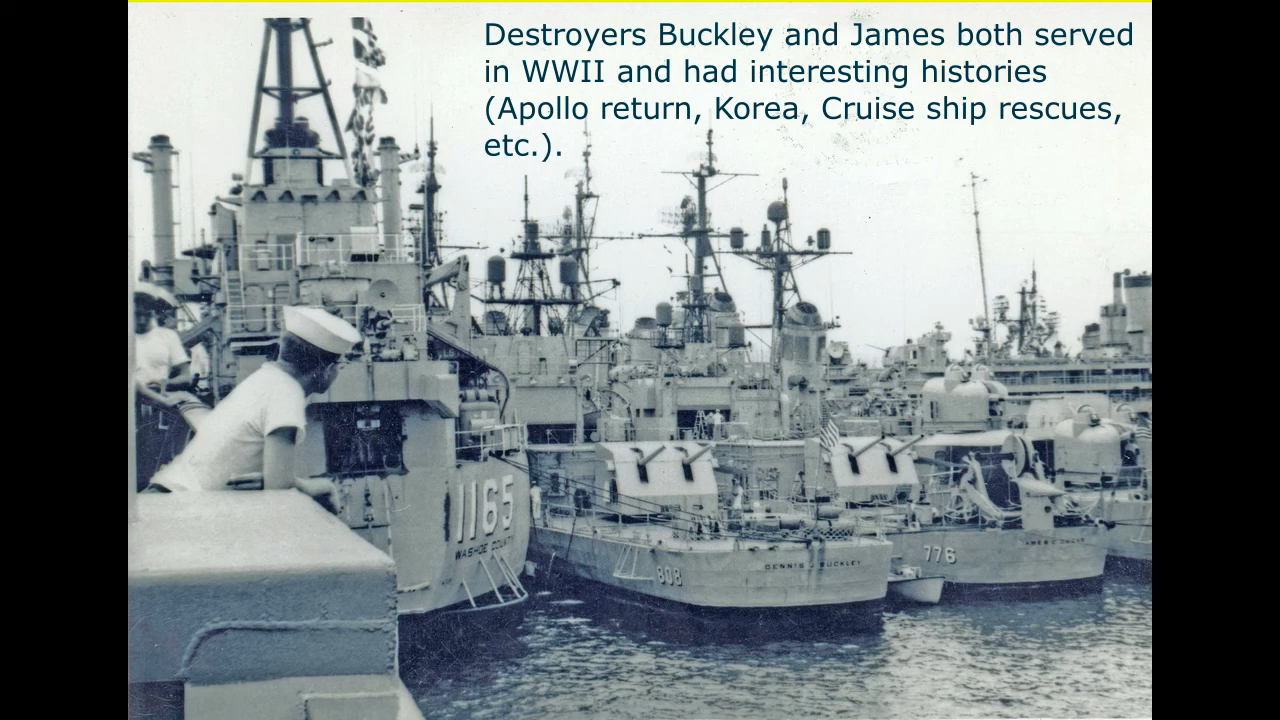 Destroyers Buckley and James both served
in WWII and had interesting histories
(Apollo return, Korea, Cruise ship rescues,
etc.).
1165
WASHOE COUNTY
808
DENNIS J BUCKLEY
776